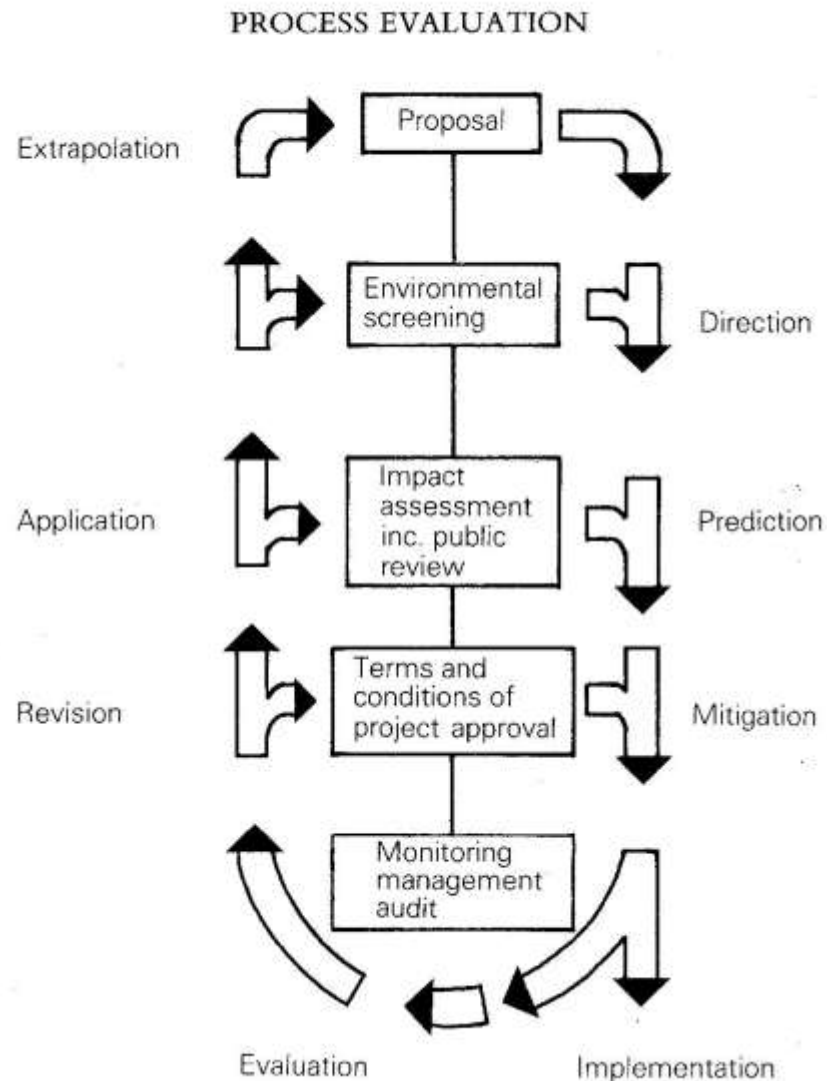 PROCESS EVALUATION
Proposal
Extrapolation
Environmental
screening
Direction
Impact
assessment
inc. public
review
Application
Prediction
Terms and
conditions of
project approval
Revision
Mitigation
Monitoring
management
audit
Evaluation
Implementation